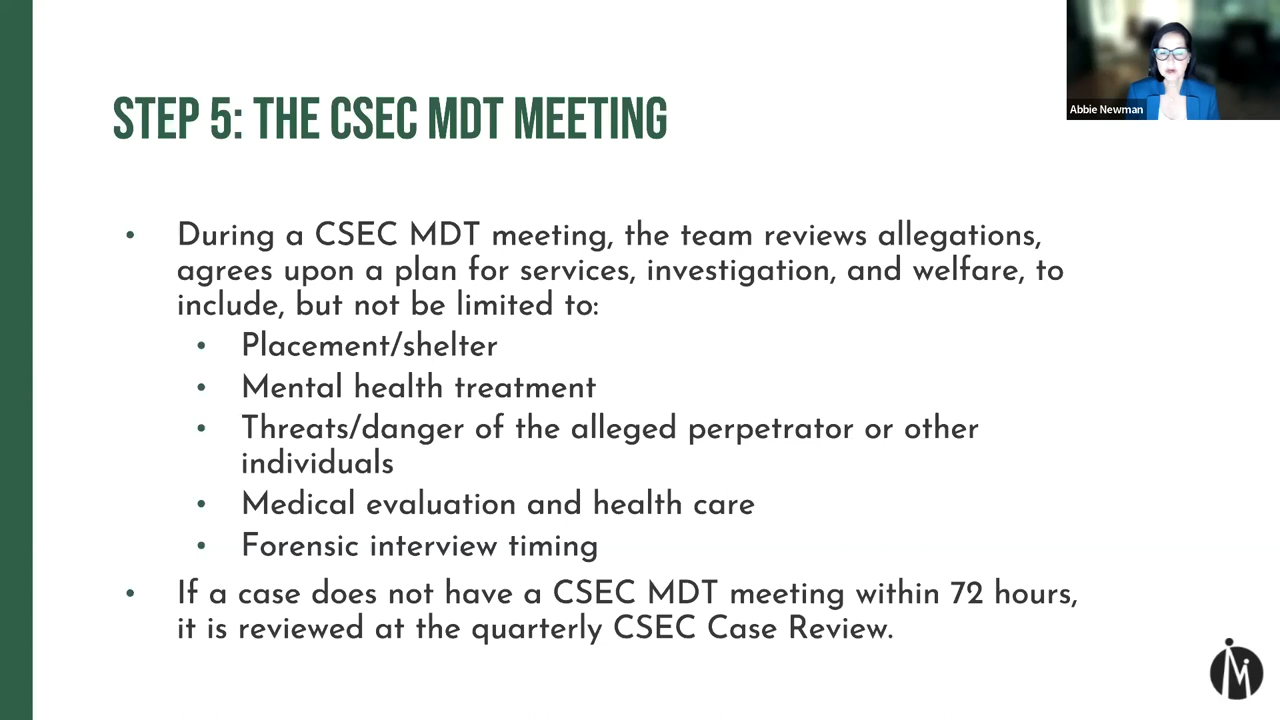 Abbie Newman
STEP 5: THE CSEC MDT MEETING
• During a CSEC MDT meeting, the team reviews allegations,
agrees upon a plan for services, investigation, and welfare, to
include, but not be limited to:
• Placement/shelter
• Mental health treatment
• Threats/danger of the alleged perpetrator or other
individuals
• Medical evaluation and health care
• Forensic interview timing
• If a case does not have a CSEC MDT meeting within 72 hours,
it is reviewed at the quarterly CSEC Case Review.